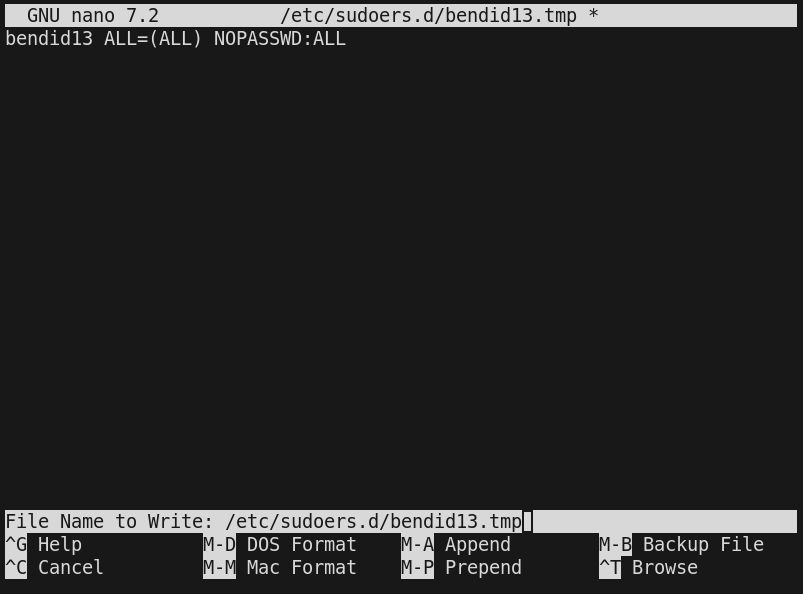 GNU nano 7.2 /etc/sudoers.d/bendid13.tmp *
bendid13 ALL=(ALL) NOPASSWD:ALL
File Name to Write: /etc/sudoers.d/bendid13.tmp
^G Help M-D DOS Format M-A Append M-B Backup File
^C Cancel M-M Mac Format M-P Prepend ^T Browse